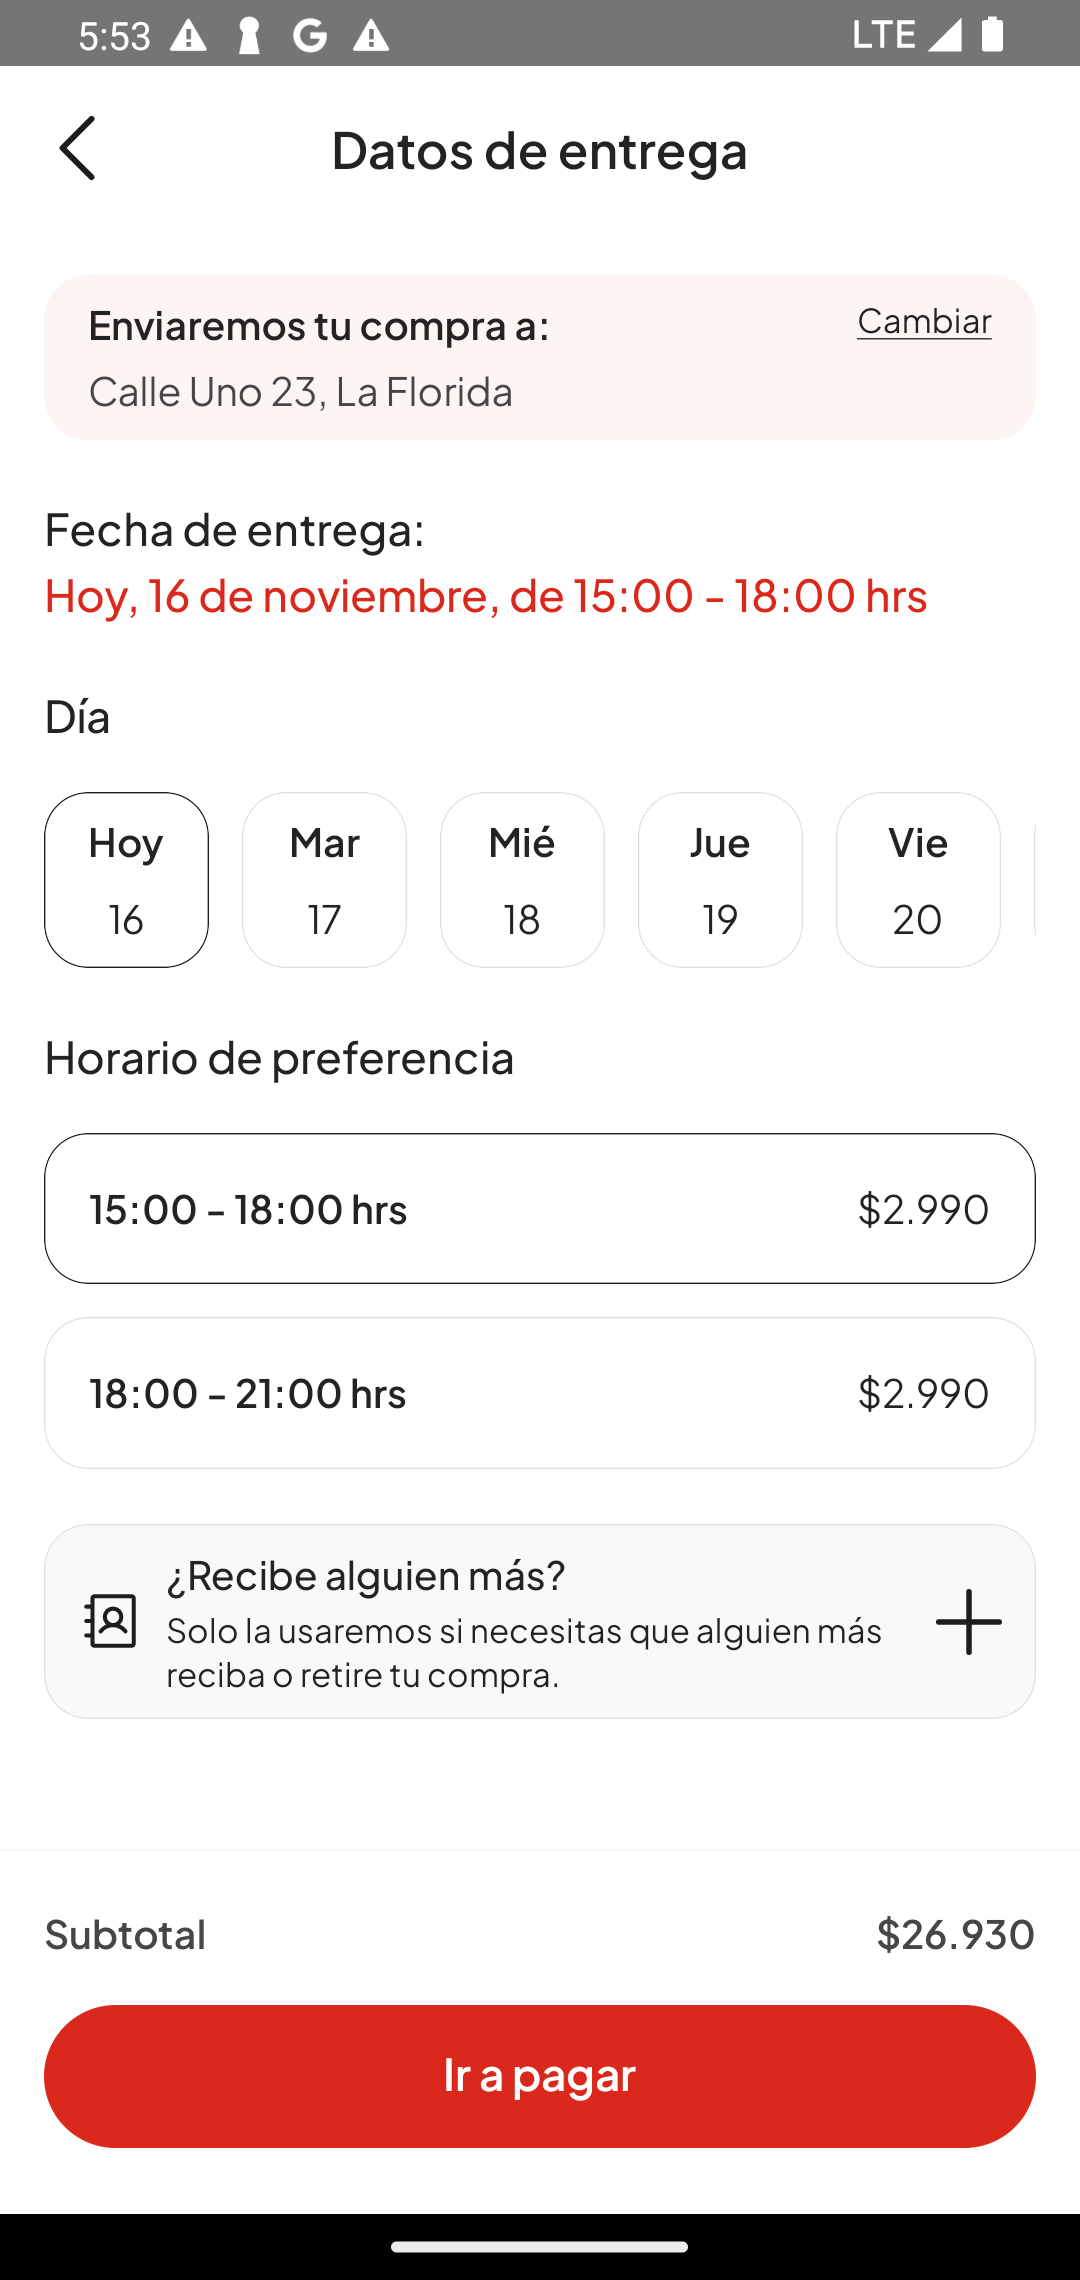 5:53 G LTE
Datos de entrega
Enviaremos tu compra a: Cambiar
Calle Uno 23, La Florida
Fecha de entrega:
Hoy, 16 de noviembre, de 15:00 - 18:00 hrs
Día
Hoy Mar Mié Jue Vie
16 17 18 19 20
Horario de preferencia
15:00 - 18:00 hrs $2.990
18:00 - 21:00 hrs $2.990
¿Recibe alguien más?
Solo la usaremos si necesitas que alguien más
reciba o retire tu compra.
Subtotal $26.930
Ir a pagar